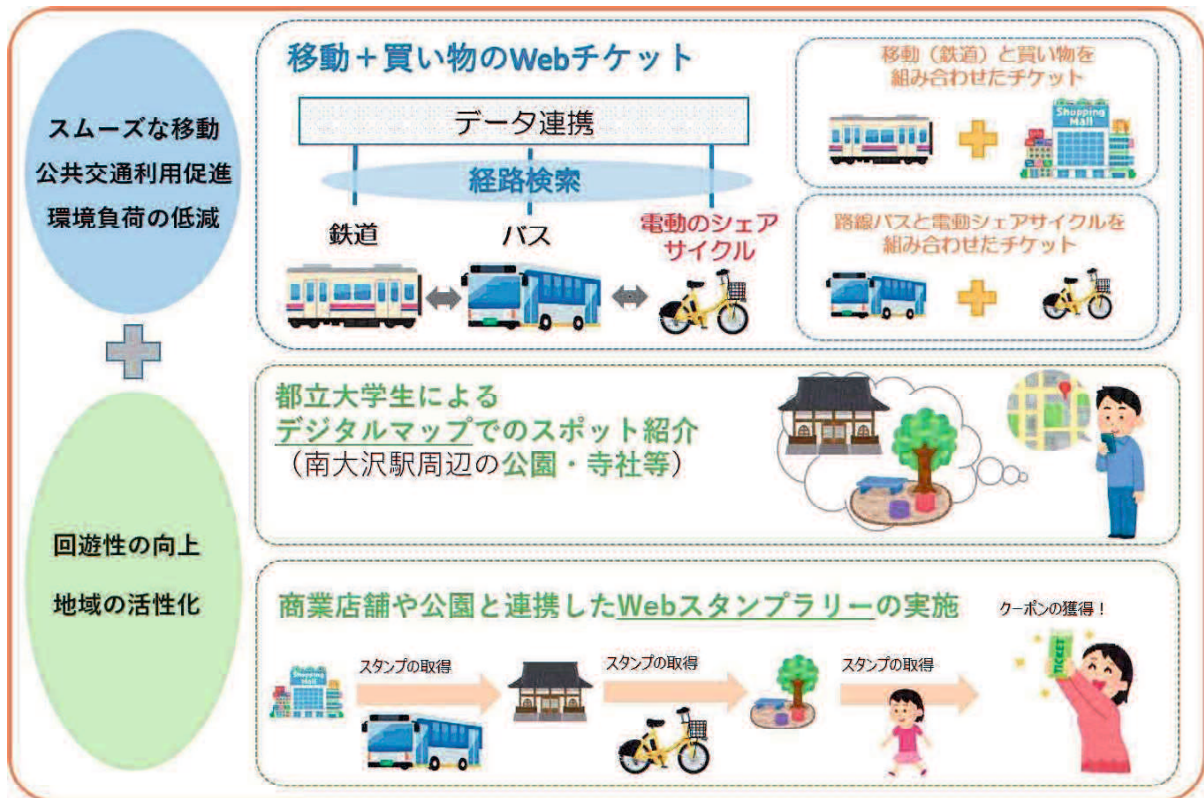 スムーズな移動
公共交通利用促進
環境負荷の低減
移動+買い物のWebチケット
データ連携
経路検索
鉄道
バス
電動のシェア
サイクル
移動(鉄道)と買い物を
組み合わせたチケット
Shopping
Mall
路線バスと電動シェアサイクルを
組み合わせたチケット
回遊性の向上
地域の活性化
都立大学生による
デジタルマップでのスポット紹介
(南大沢駅周辺の公園・寺社等)
商業店舗や公園と連携したWebスタンプラリーの実施
クーポンの獲得!
スタンプの取得
スタンプの取得
スタンプの取得
Shopping
Mall
TICKET